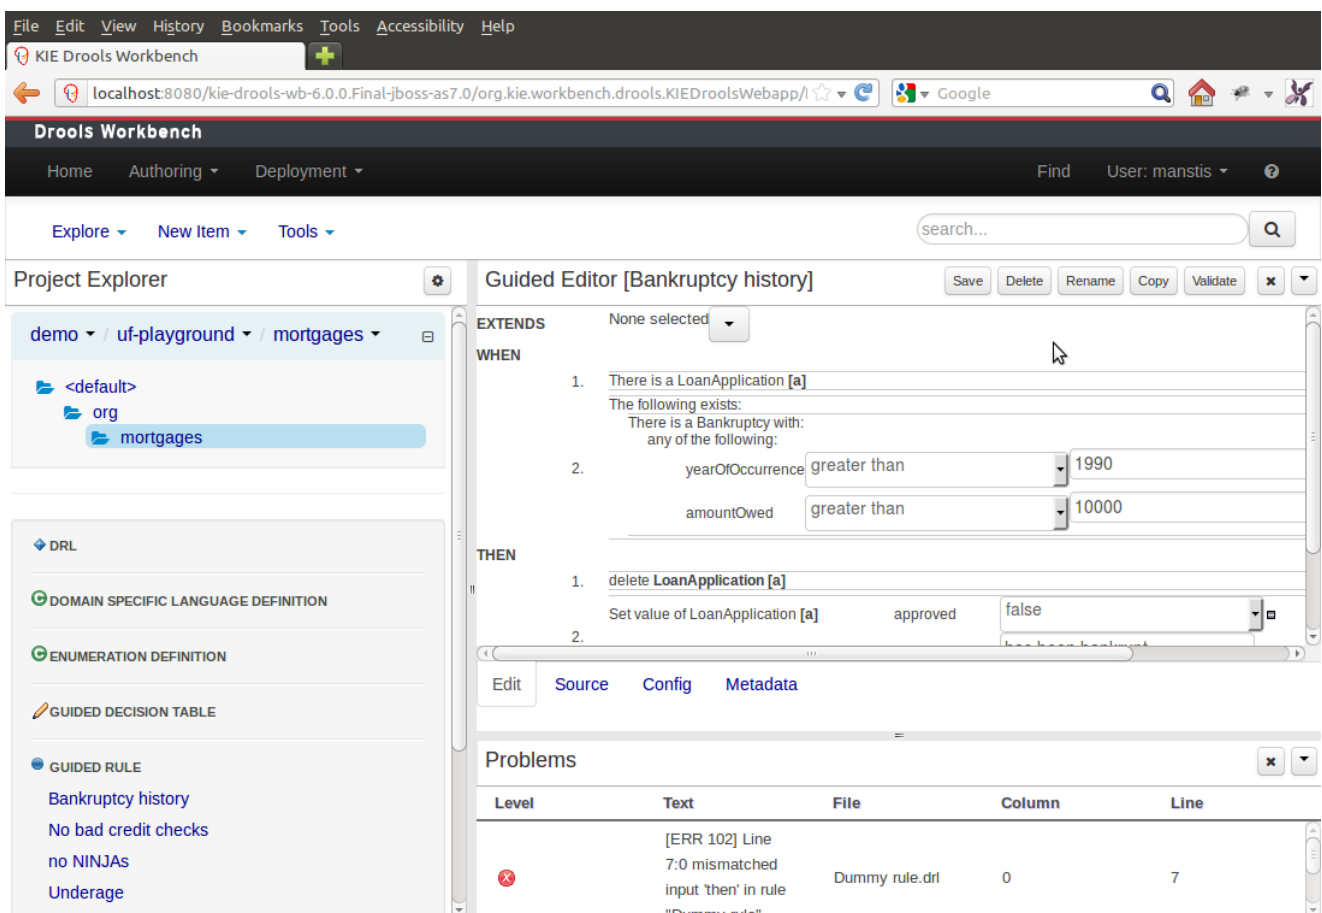 File Edit View History Bookmarks Tools Accessibility Help
KIE Drools Workbench
localhost:8080/kie-drools-wb-6.0.0.Final-jboss-as7.0/org.kie.workbench.drools.KIEDroolsWebapp/
Google
Drools Workbench
Home Authoring Deployment Find User: manstis
Explore New Item Tools search...
Project Explorer
demo / uf-playground / mortgages
<default>
org
mortgages
DRL
DOMAIN SPECIFIC LANGUAGE DEFINITION
ENUMERATION DEFINITION
GUIDED DECISION TABLE
GUIDED RULE
Bankruptcy history
No bad credit checks
no NINJAs
Underage
Guided Editor [Bankruptcy history] Save Delete Rename Copy Validate
EXTENDS None selected
WHEN
1. There is a LoanApplication [a]
The following exists:
There is a Bankruptcy with:
any of the following:
2. yearOfOccurrence greater than 1990
amountOwed greater than 10000
THEN
1. delete LoanApplication [a]
Set value of LoanApplication [a] approved false
2.
has been bankrupt
Edit Source Config Metadata
Problems
Level Text File Column Line
[ERR 102] Line
7:0 mismatched
input 'then' in rule
"Dummy rule"
Dummy rule.drl 0 7